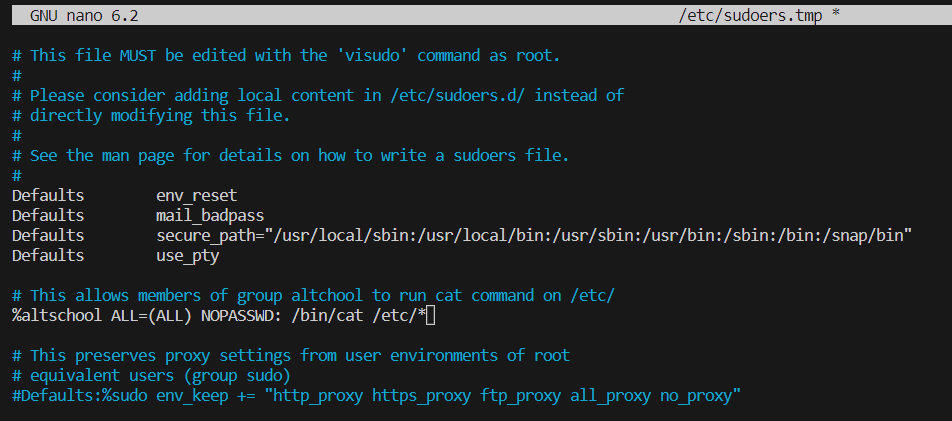 GNU nano 6.2 /etc/sudoers.tmp *
# This file MUST be edited with the 'visudo' command as root.
#
# Please consider adding local content in /etc/sudoers.d/ instead of
# directly modifying this file.
#
# See the man page for details on how to write a sudoers file.
#
Defaults env_reset
Defaults mail_badpass
Defaults secure_path="/usr/local/sbin:/usr/local/bin:/usr/sbin:/usr/bin:/sbin:/bin:/snap/bin"
Defaults use_pty
# This allows members of group altchool to run cat command on /etc/
%altschool ALL=(ALL) NOPASSWD: /bin/cat /etc/*
# This preserves proxy settings from user environments of root
# equivalent users (group sudo)
#Defaults:%sudo env_keep += "http_proxy https_proxy ftp_proxy all_proxy no_proxy"